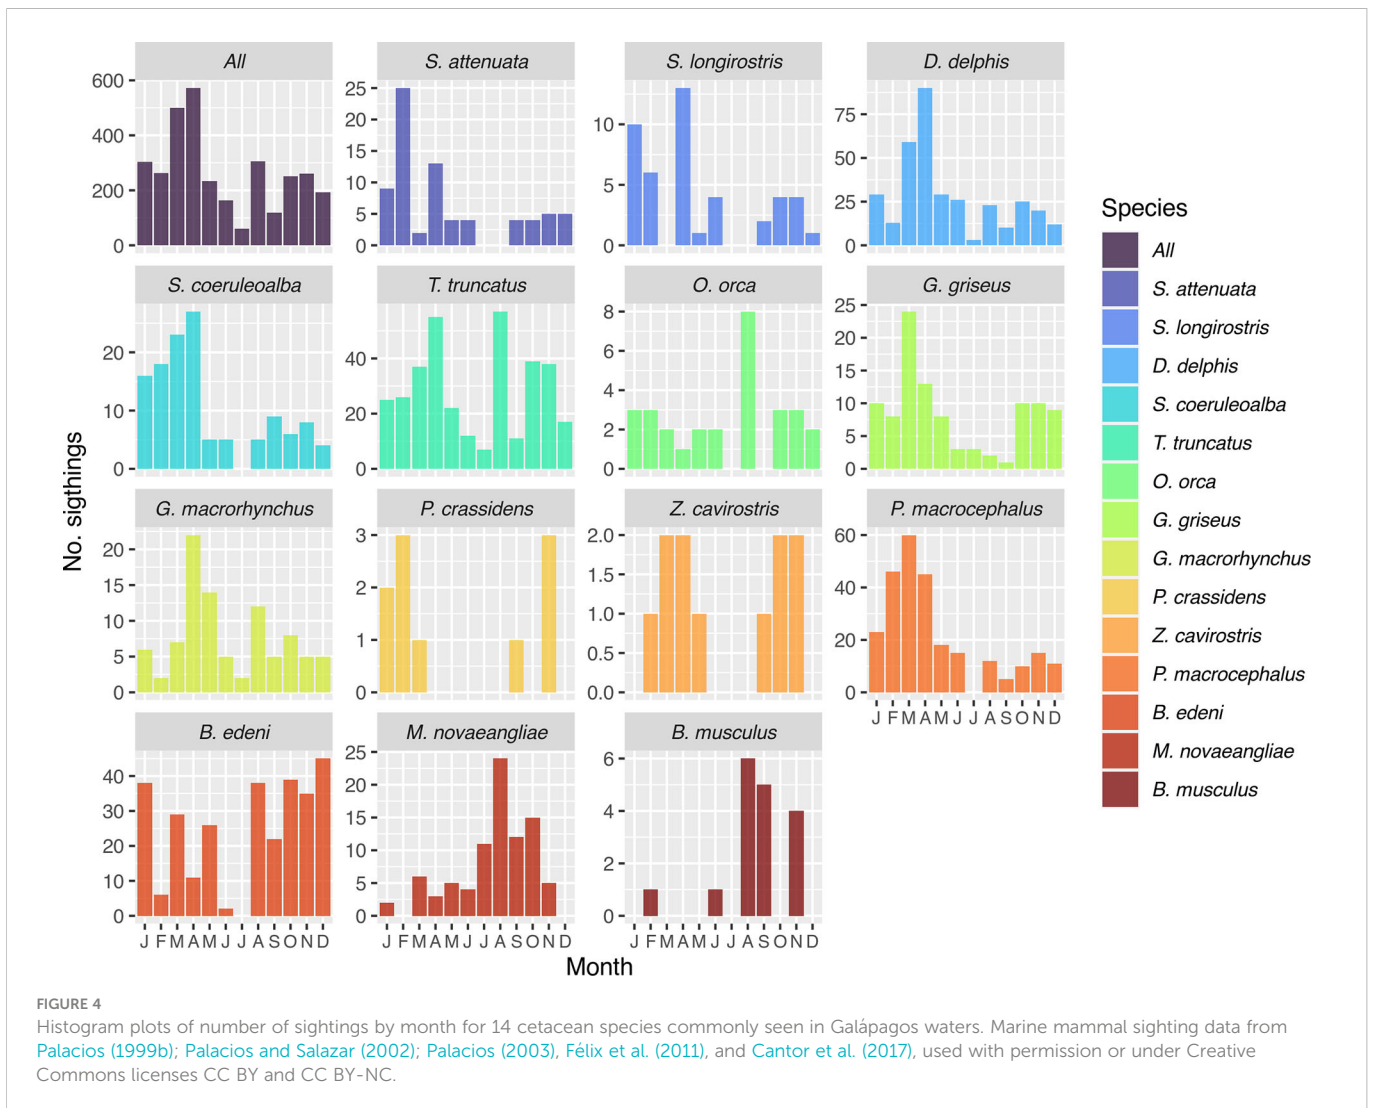 All
S. attenuata
S. longirostris
D. delphis
600
400
200
0
25
20
15
10
5
0
10
5
0
75
50
25
0
S. coeruleoalba
T. truncatus
O. orca
G. griseus
20
10
0
40
20
0
8
6
4
2
0
25
20
15
10
5
0
G. macrorhynchus
P. crassidens
Z. cavirostris
P. macrocephalus
20
15
10
5
0
3
2
1
0
2.0
1.5
1.0
0.5
0.0
60
40
20
0
J F M A M J J A S O N D
B. edeni
M. novaeangliae
B. musculus
40
30
20
10
0
25
20
15
10
5
0
6
4
2
0
J F M A M J J A S O N D
J F M A M J J A S O N D
J F M A M J J A S O N D
No. sigthings
Month
Species
All
S. attenuata
S. longirostris
D. delphis
S. coeruleoalba
T. truncatus
O. orca
G. griseus
G. macrorhynchus
P. crassidens
Z. cavirostris
P. macrocephalus
B. edeni
M. novaeangliae
B. musculus
FIGURE 4
Histogram plots of number of sightings by month for 14 cetacean species commonly seen in Galápagos waters. Marine mammal sighting data from
Palacios (1999b); Palacios and Salazar (2002); Palacios (2003), Félix et al. (2011), and Cantor et al. (2017), used with permission or under Creative
Commons licenses CC BY and CC BY-NC.